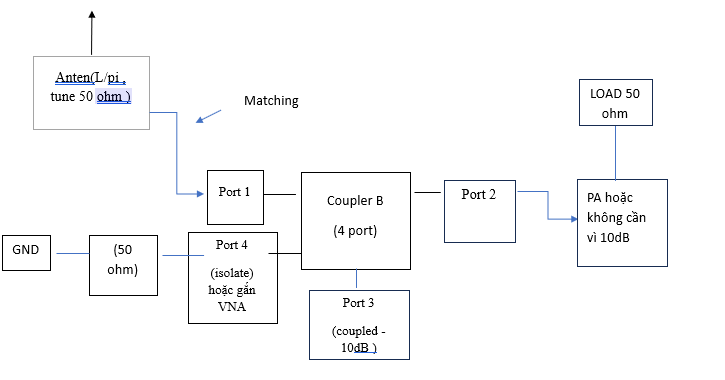 Anten(L/pi ,
tune 50 ohm )
Matching
LOAD 50
ohm
Port 1
Coupler B
(4 port)
Port 2
PA hoặc
không cần
vì 10dB
GND
(50
ohm)
Port 4
(isolate)
hoặc gắn
VNA
Port 3
(coupled -
10dB )